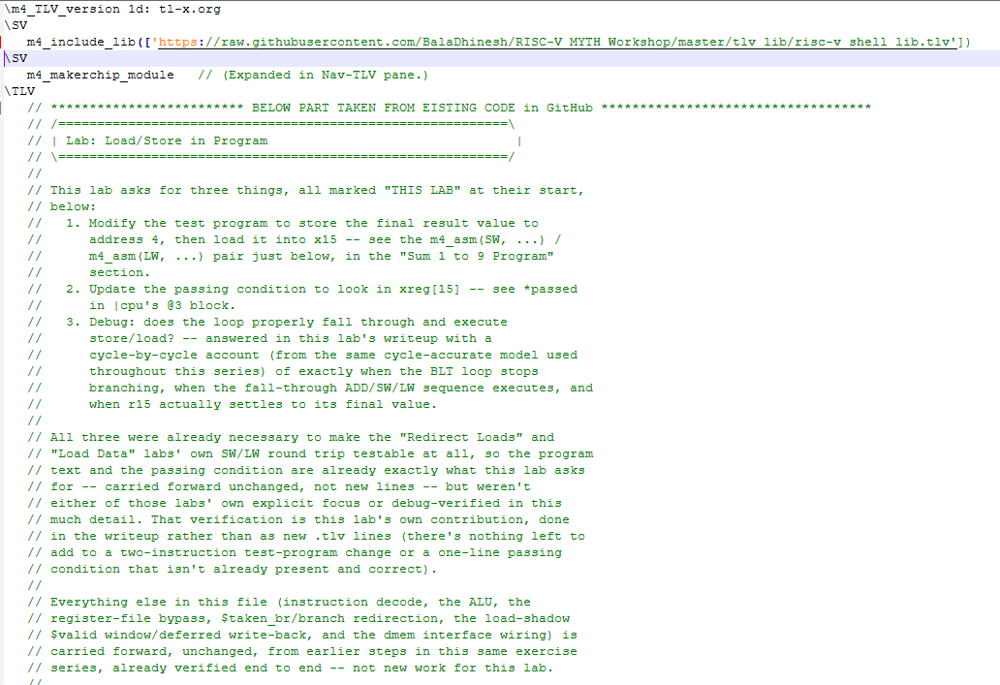 \m4_TLV_version 1d: tl-x.org
\SV
   m4_include_lib(['https://raw.githubusercontent.com/BalaDhinesh/RISC-V_MYTH_Workshop/master/tlv_lib/risc-v_shell_lib.tlv'])
\SV
   m4_makerchip_module   // (Expanded in Nav-TLV pane.)
\TLV
   // ************************* BELOW PART TAKEN FROM EISTING CODE in GitHub ***********************************
   // /==========================================================\
   // | Lab: Load/Store in Program                                |
   // \==========================================================/
   //
   // This lab asks for three things, all marked "THIS LAB" at their start,
   // below:
   //   1. Modify the test program to store the final result value to
   //      address 4, then load it into x15 -- see the m4_asm(SW, ...) /
   //      m4_asm(LW, ...) pair just below, in the "Sum 1 to 9 Program"
   //      section.
   //   2. Update the passing condition to look in xreg[15] -- see *passed
   //      in |cpu's @3 block.
   //   3. Debug: does the loop properly fall through and execute
   //      store/load? -- answered in this lab's writeup with a
   //      cycle-by-cycle account (from the same cycle-accurate model used
   //      throughout this series) of exactly when the BLT loop stops
   //      branching, when the fall-through ADD/SW/LW sequence executes, and
   //      when r15 actually settles to its final value.
   //
   // All three were already necessary to make the "Redirect Loads" and
   // "Load Data" labs' own SW/LW round trip testable at all, so the program
   // text and the passing condition are already exactly what this lab asks
   // for -- carried forward unchanged, not new lines -- but weren't
   // either of those labs' own explicit focus or debug-verified in this
   // much detail. That verification is this lab's own contribution, done
   // in the writeup rather than as new .tlv lines (there's nothing left to
   // add to a two-instruction test-program change or a one-line passing
   // condition that isn't already present and correct).
   //
   // Everything else in this file (instruction decode, the ALU, the
   // register-file bypass, $taken_br/branch redirection, the load-shadow
   // $valid window/deferred write-back, and the dmem interface wiring) is
   // carried forward, unchanged, from earlier steps in this same exercise
   // series, already verified end to end -- not new work for this lab.
   //